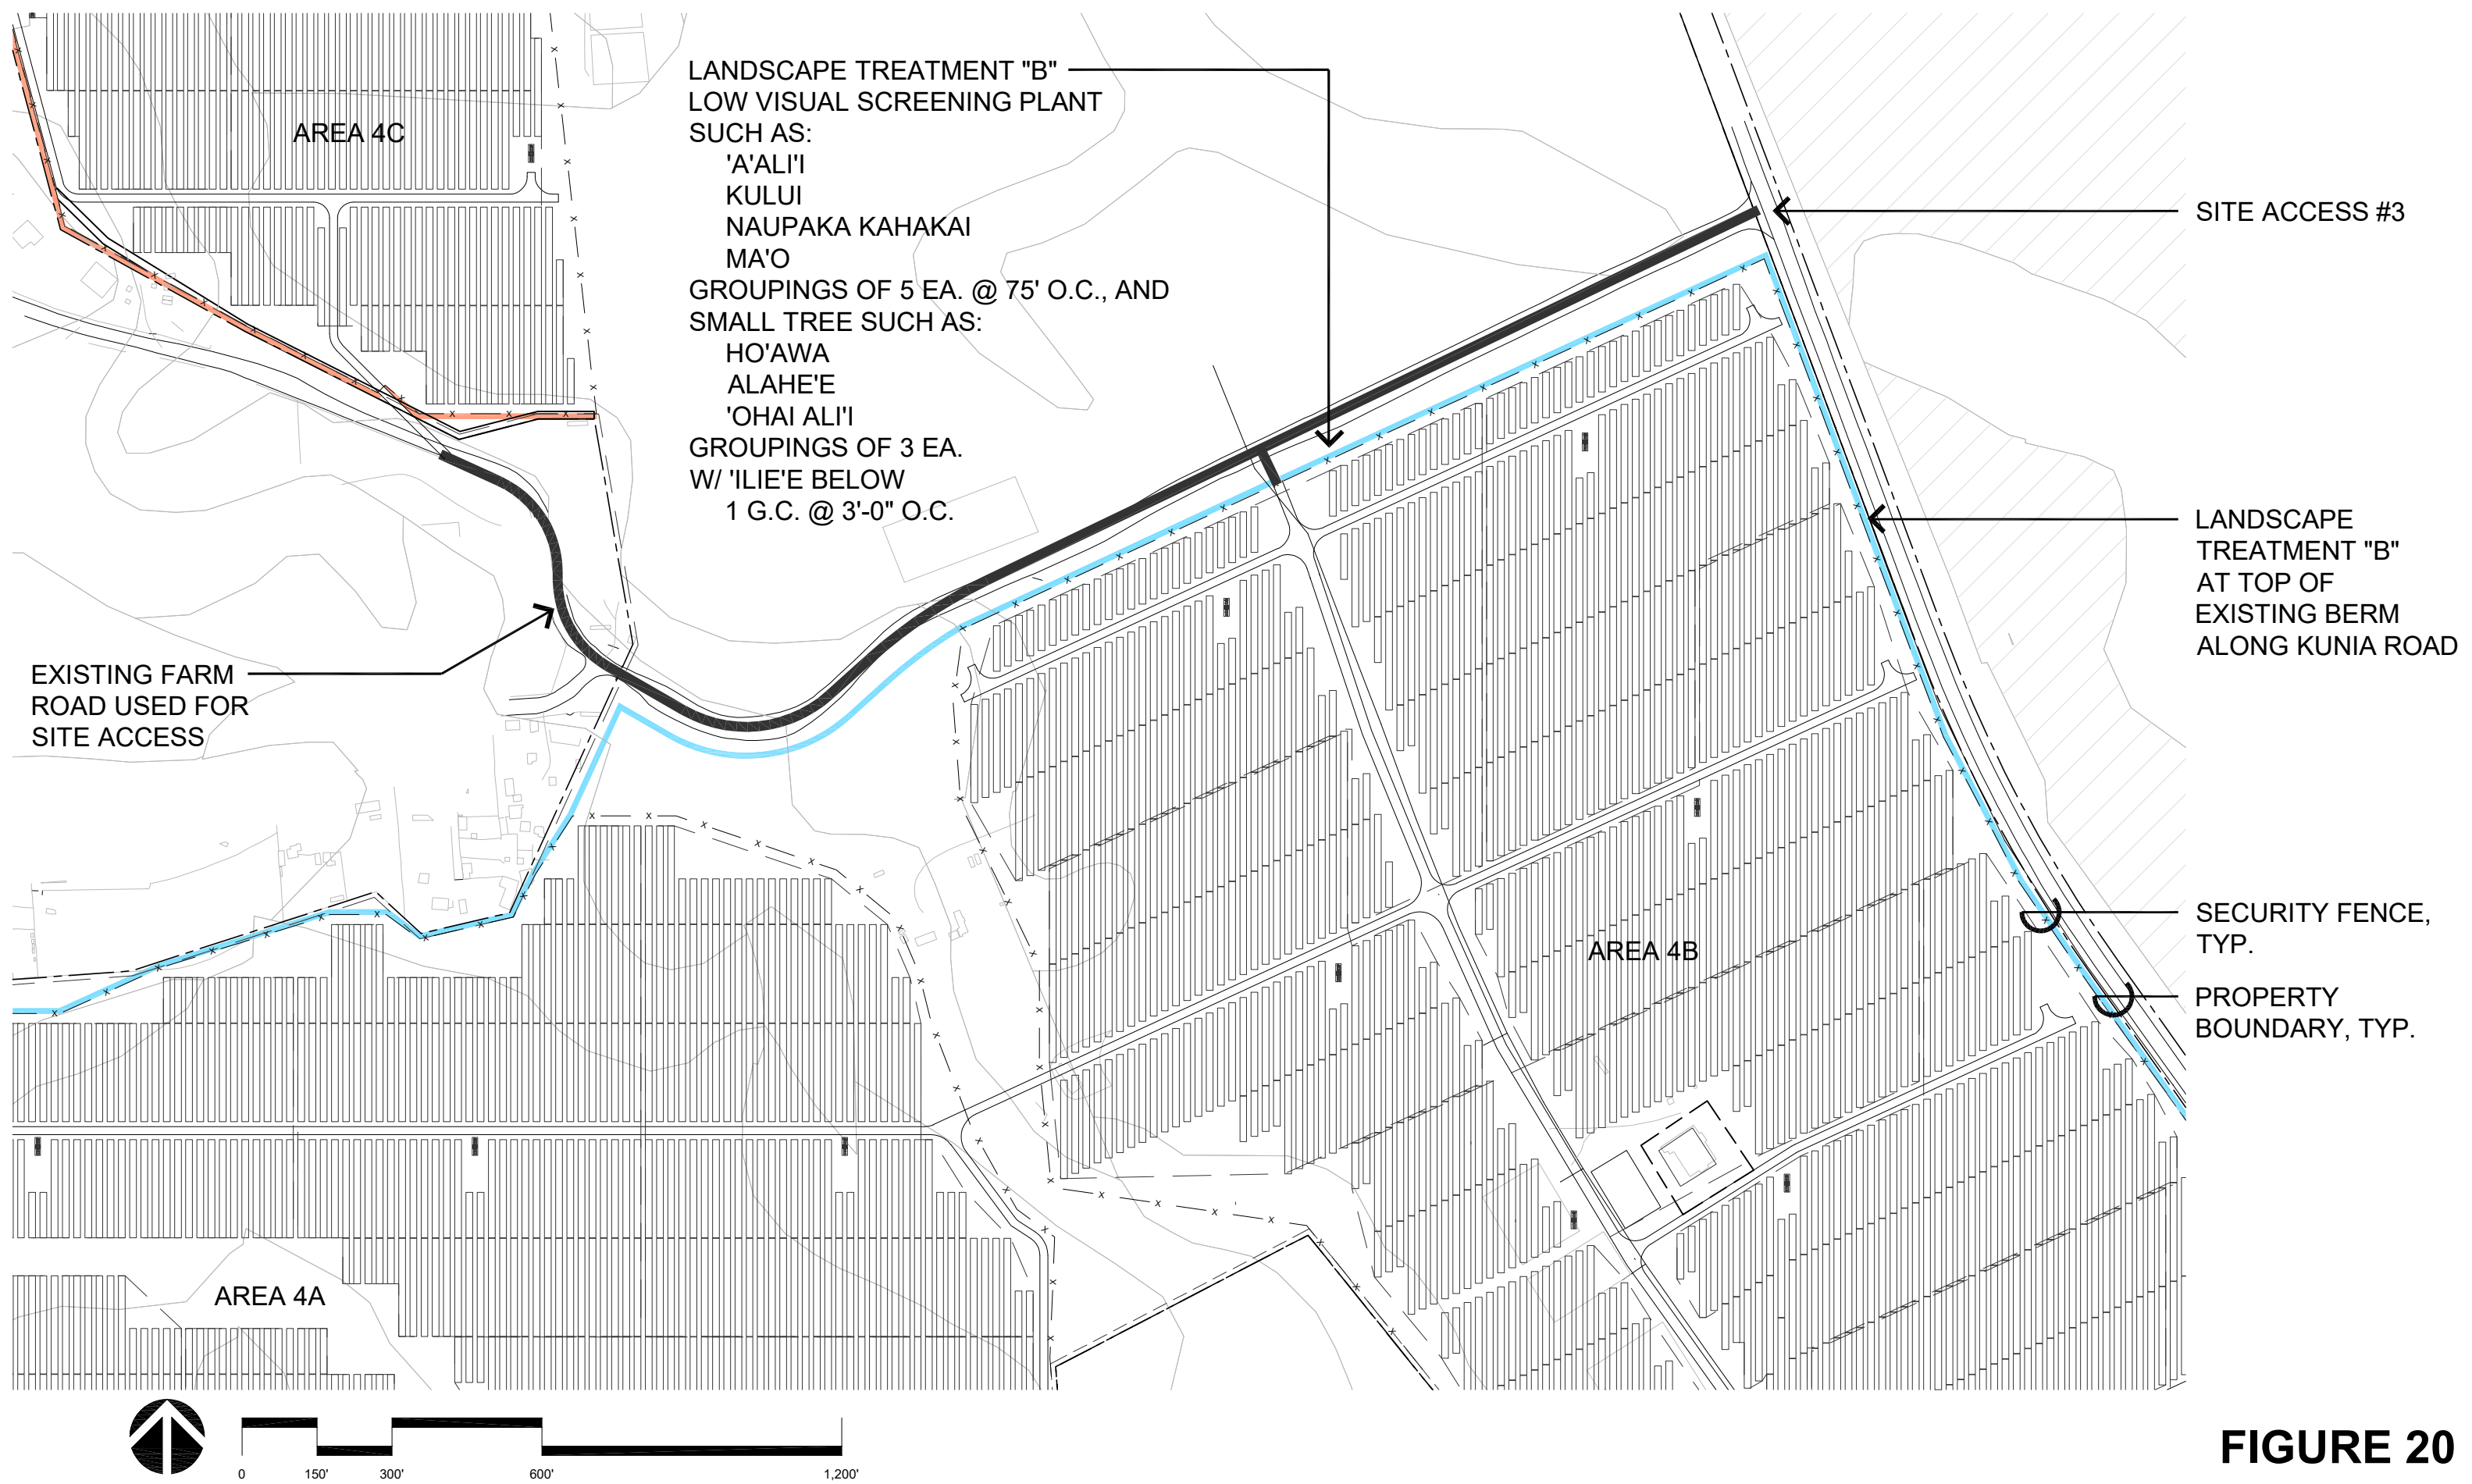 LANDSCAPE TREATMENT "B"
LOW VISUAL SCREENING PLANT
SUCH AS:
'A'ALI'I
KULUI
NAUPAKA KAHAKAI
MA'O
GROUPINGS OF 5 EA. @ 75' O.C., AND
SMALL TREE SUCH AS:
HO'AWA
ALAHE'E
'OHAI ALI'I
GROUPINGS OF 3 EA.
W/ 'ILIE'E BELOW
1 G.C. @ 3'-0" O.C.
AREA 4C
SITE ACCESS #3
LANDSCAPE
TREATMENT "B"
AT TOP OF
EXISTING BERM
ALONG KUNIA ROAD
EXISTING FARM
ROAD USED FOR
SITE ACCESS
SECURITY FENCE,
TYP.
AREA 4B
PROPERTY
BOUNDARY, TYP.
AREA 4A
0 150' 300' 600' 1,200'
FIGURE 20